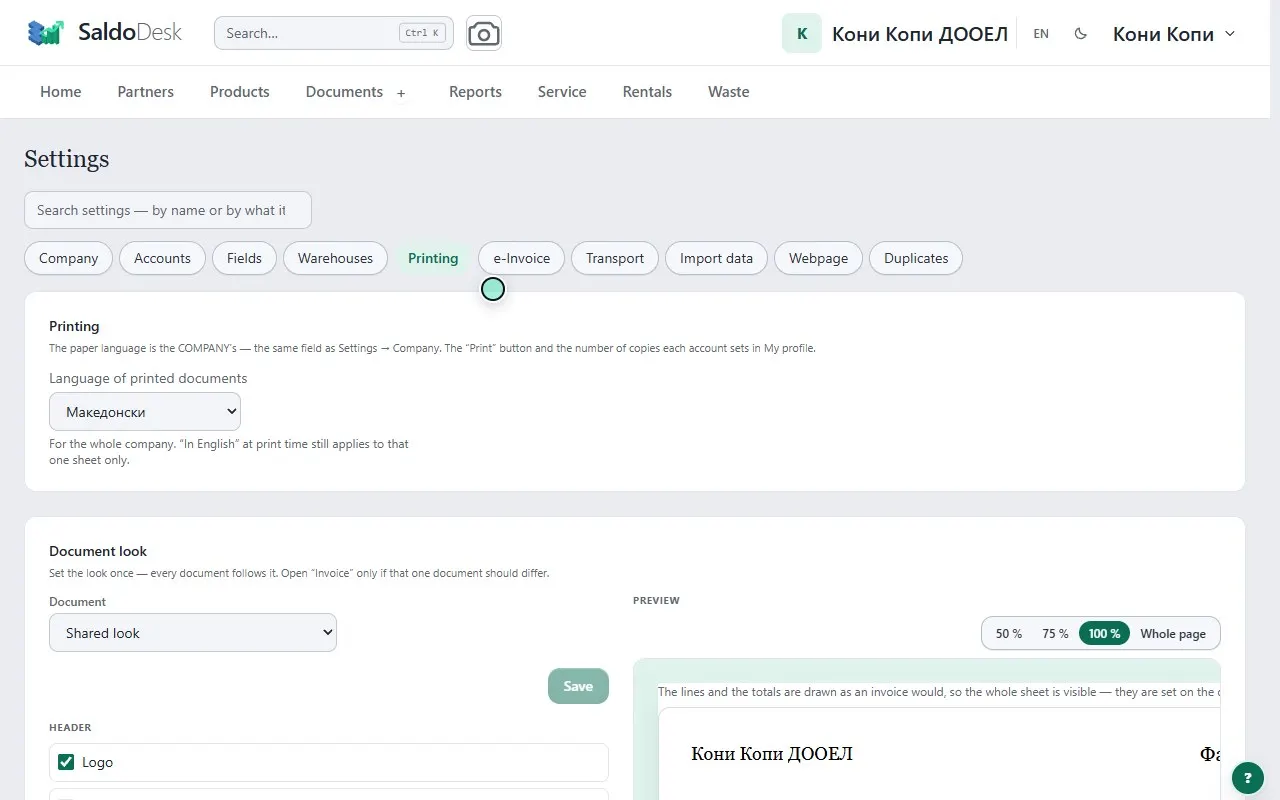 SaldoDesk
Search...
Ctrl K
К
Кони Копи ДООЕЛ
EN
Кони Копи
Home
Partners
Products
Documents +
Reports
Service
Rentals
Waste
Settings
Search settings — by name or by what it
Company
Accounts
Fields
Warehouses
Printing
e-Invoice
Transport
Import data
Webpage
Duplicates
Printing
The paper language is the COMPANY's — the same field as Settings → Company. The “Print” button and the number of copies each account sets in My profile.
Language of printed documents
Македонски
For the whole company. “In English” at print time still applies to that
one sheet only.
Document look
Set the look once — every document follows it. Open “Invoice” only if that one document should differ.
Document
Shared look
Save
HEADER
Logo
PREVIEW
50 %
75 %
100 %
Whole page
The lines and the totals are drawn as an invoice would, so the whole sheet is visible — they are set on the
Кони Копи ДООЕЛ
?